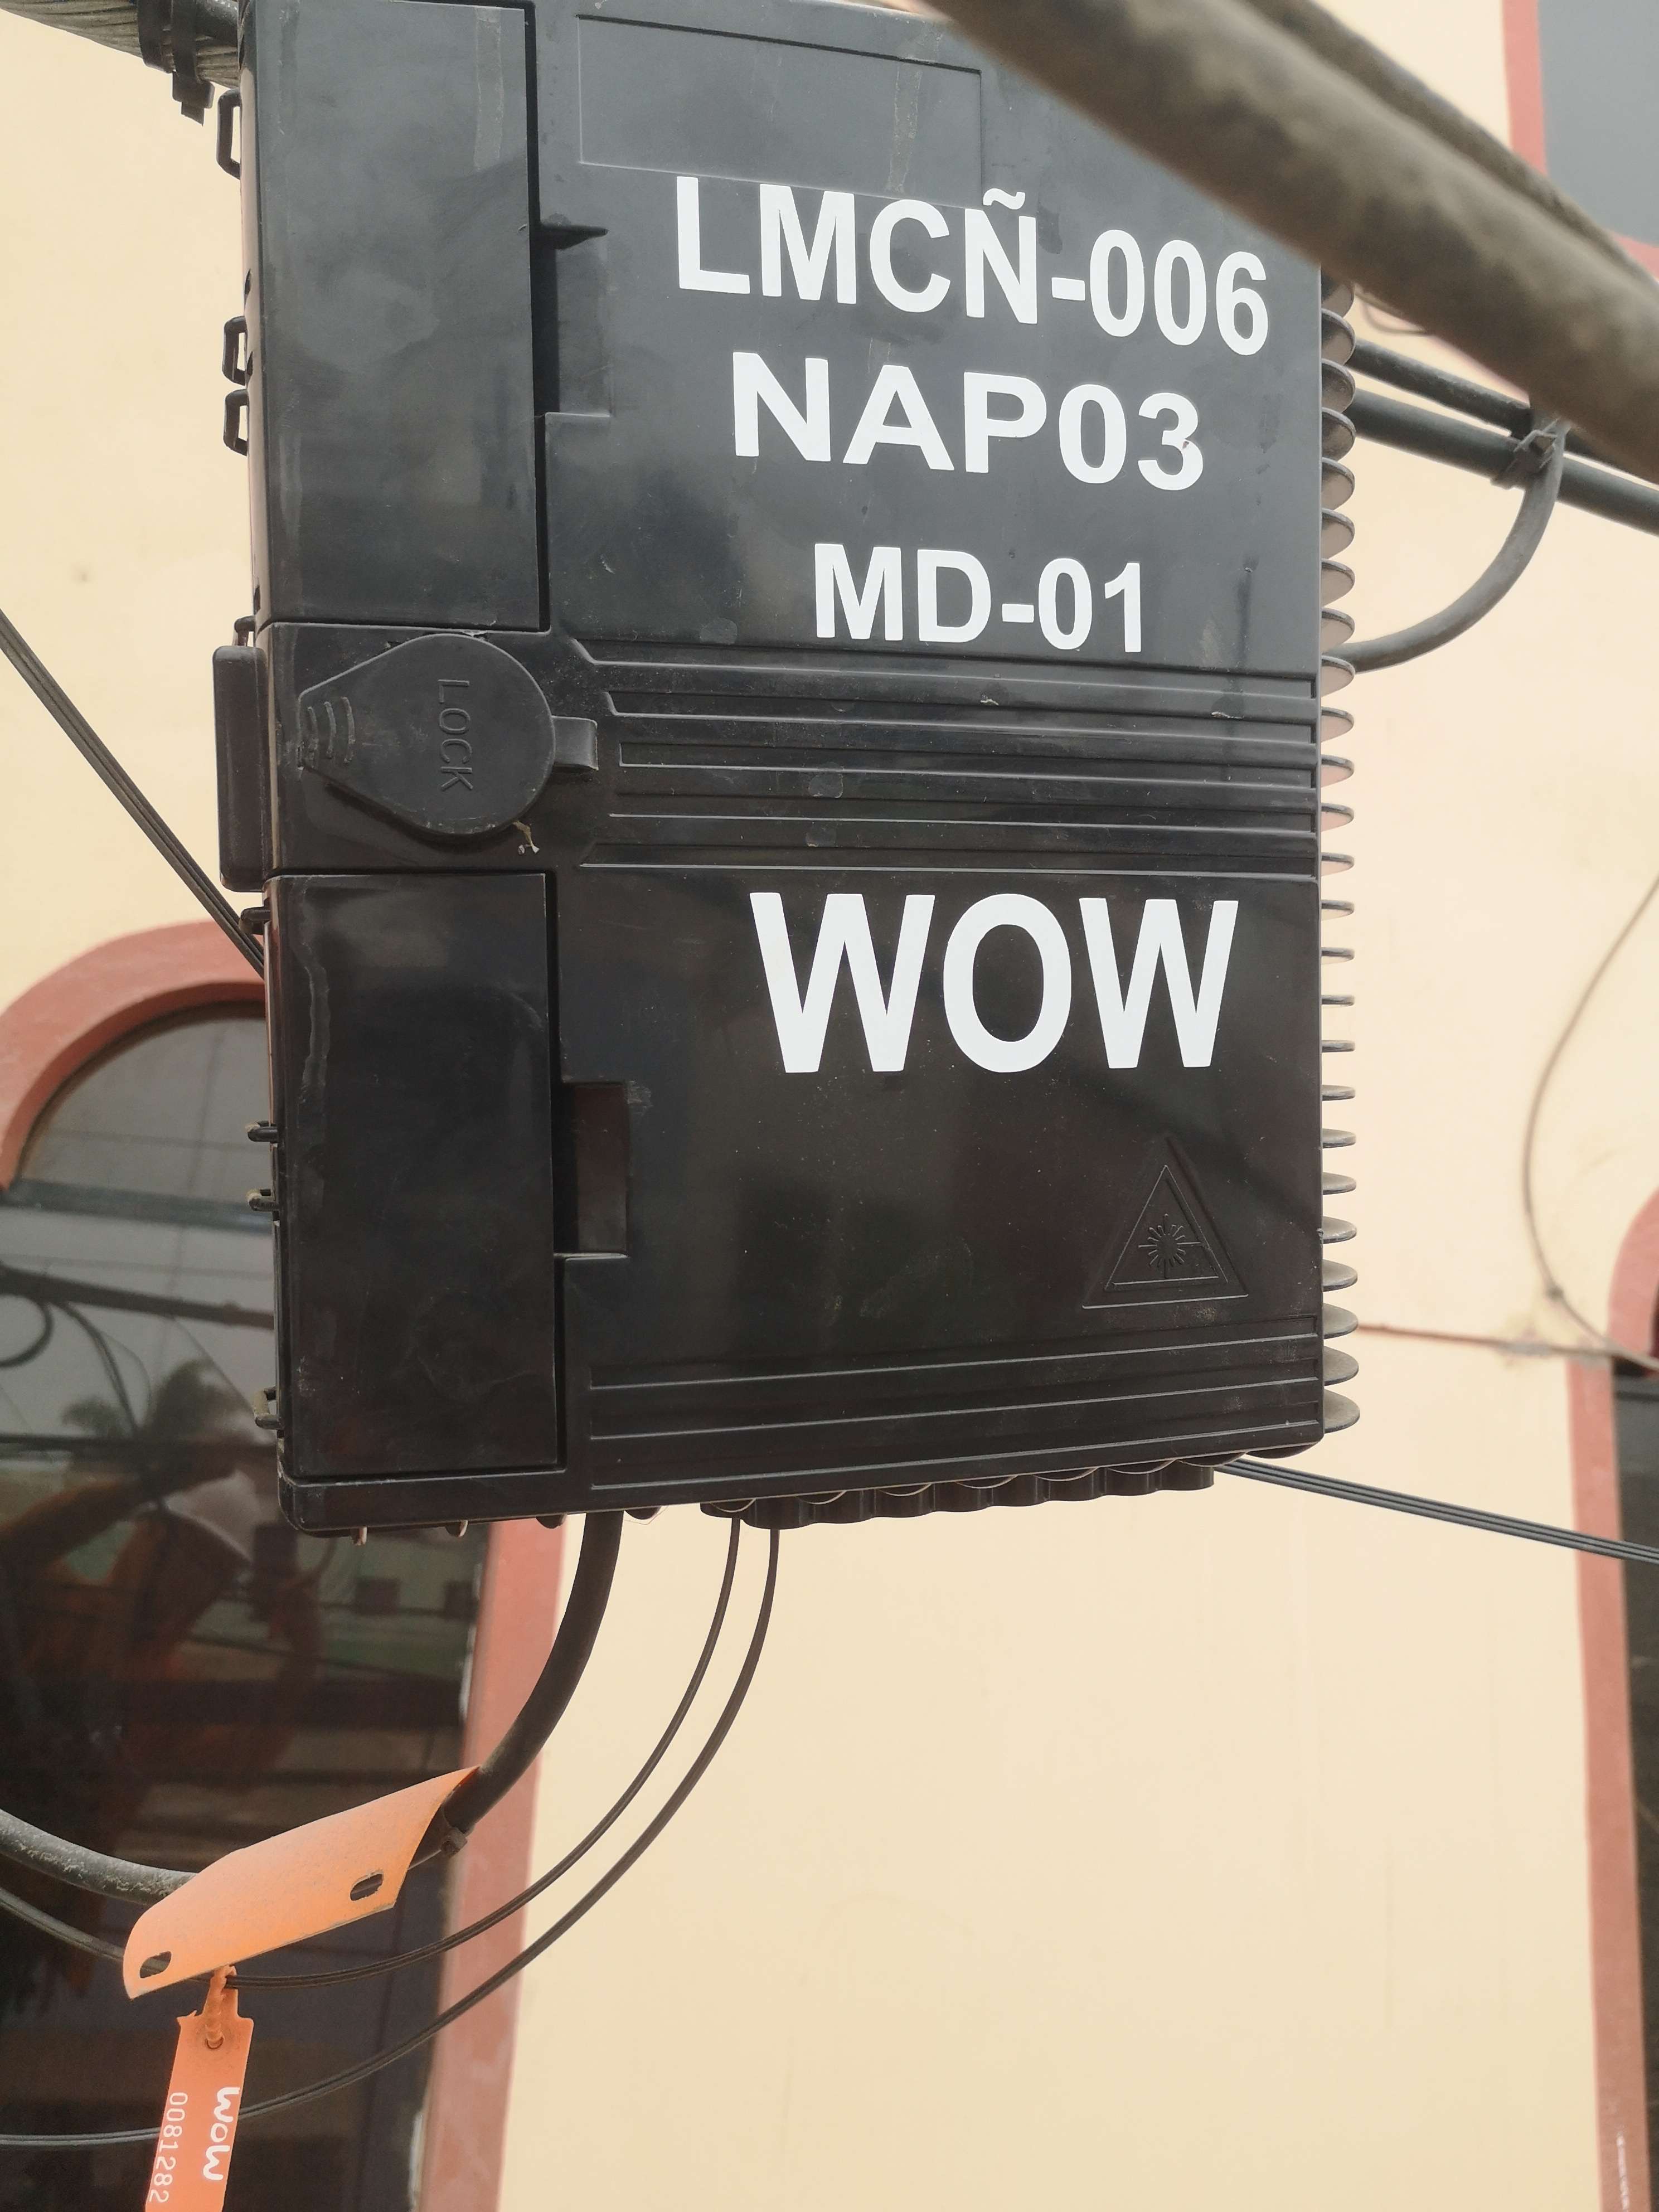 LMCÑ-006
NAP03
MD-01
LOCK
WOW
WOW
0081282